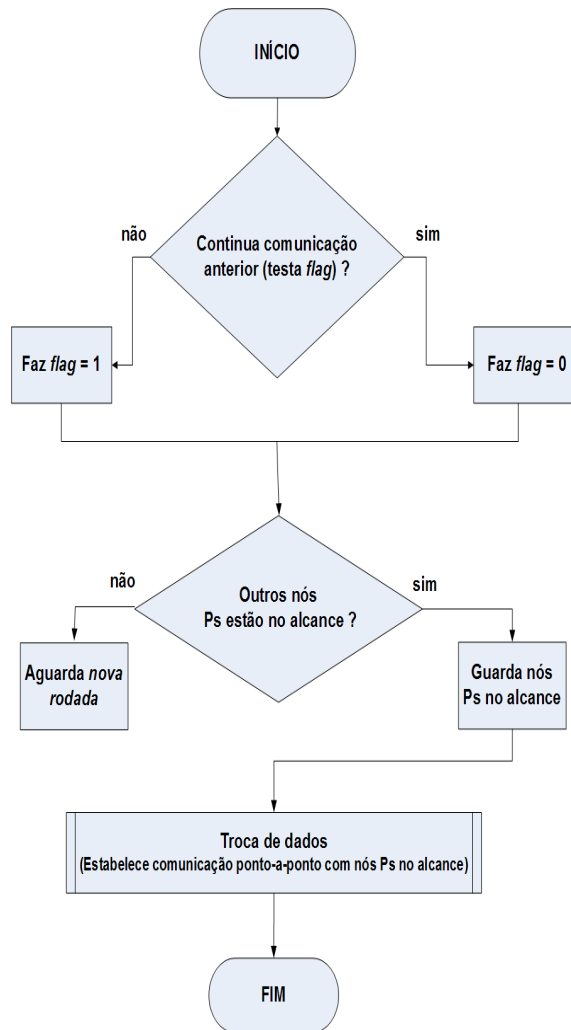 INÍCIO
não
Continua comunicação
anterior (testa flag) ?
sim
Faz flag = 1
Faz flag = 0
não
Outros nós
Ps estão no alcance ?
sim
Aguarda nova
rodada
Guarda nós
Ps no alcance
Troca de dados
(Estabelece comunicação ponto-a-ponto com nós Ps no alcance)
FIM